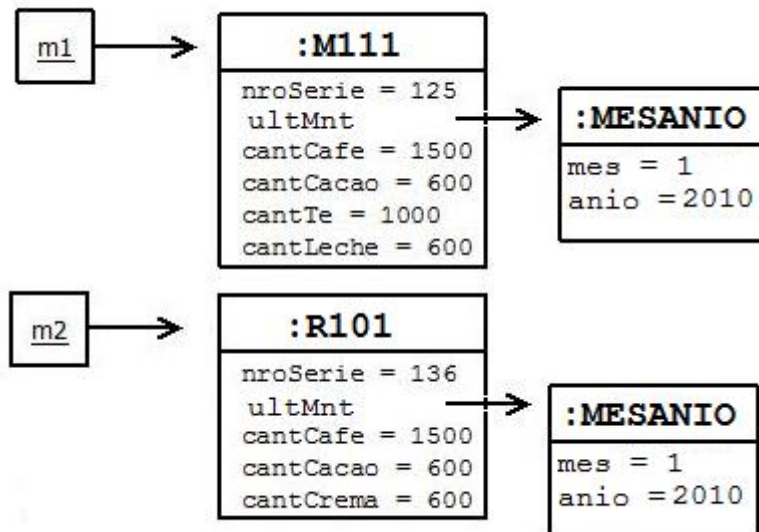 m1
:M111
nroSerie = 125
ultMnt
cantCafe = 1500
cantCacao = 600
cantTe = 1000
cantLeche = 600
:MESANIO
mes = 1
anio =2010
m2
:R101
nroSerie = 136
ultMnt
cantCafe = 1500
cantCacao = 600
cantCrema = 600
:MESANIO
mes = 1
anio =2010